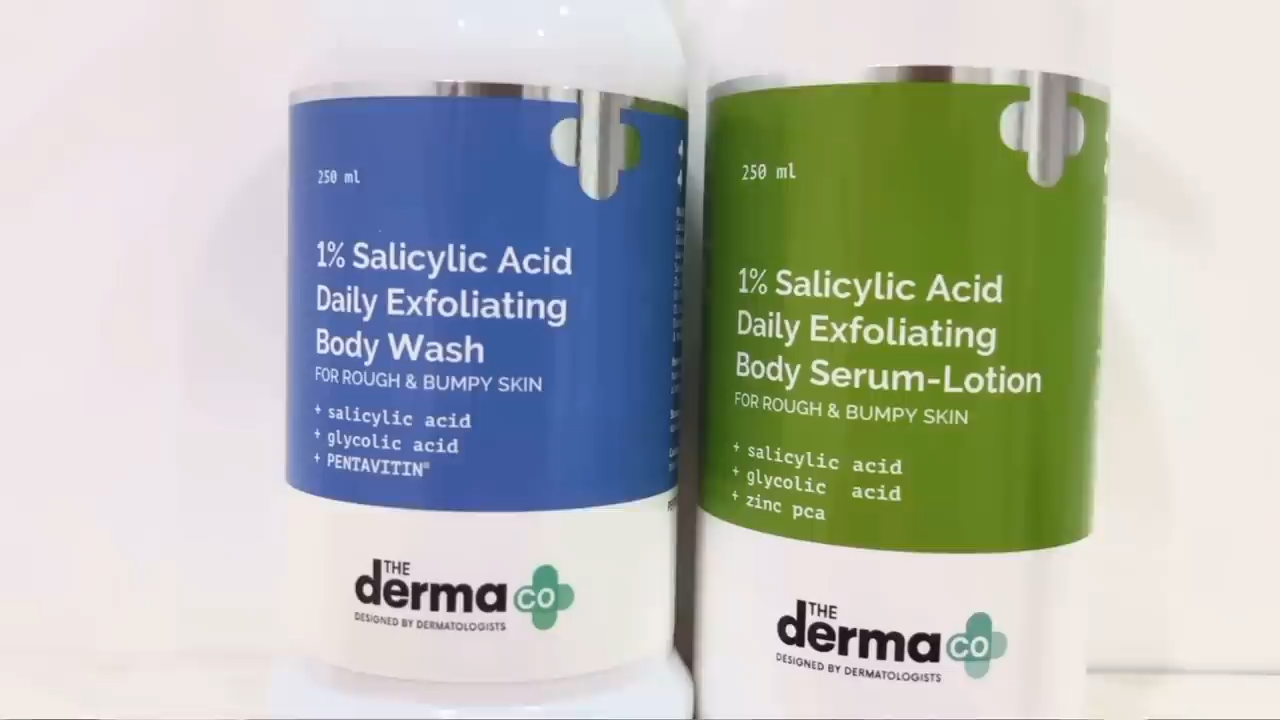 250 ml
1% Salicylic Acid
Daily Exfoliating
Body Wash
FOR ROUGH & BUMPY SKIN
+ salicylic acid
+ glycolic acid
+ PENTAVITIN®
THE
derma co
DESIGNED BY DERMATOLOGISTS
250 ml
1% Salicylic Acid
Daily Exfoliating
Body Serum-Lotion
FOR ROUGH & BUMPY SKIN
+ salicylic acid
+ glycolic acid
+ zinc pca
THE
derma co
DESIGNED BY DERMATOLOGISTS